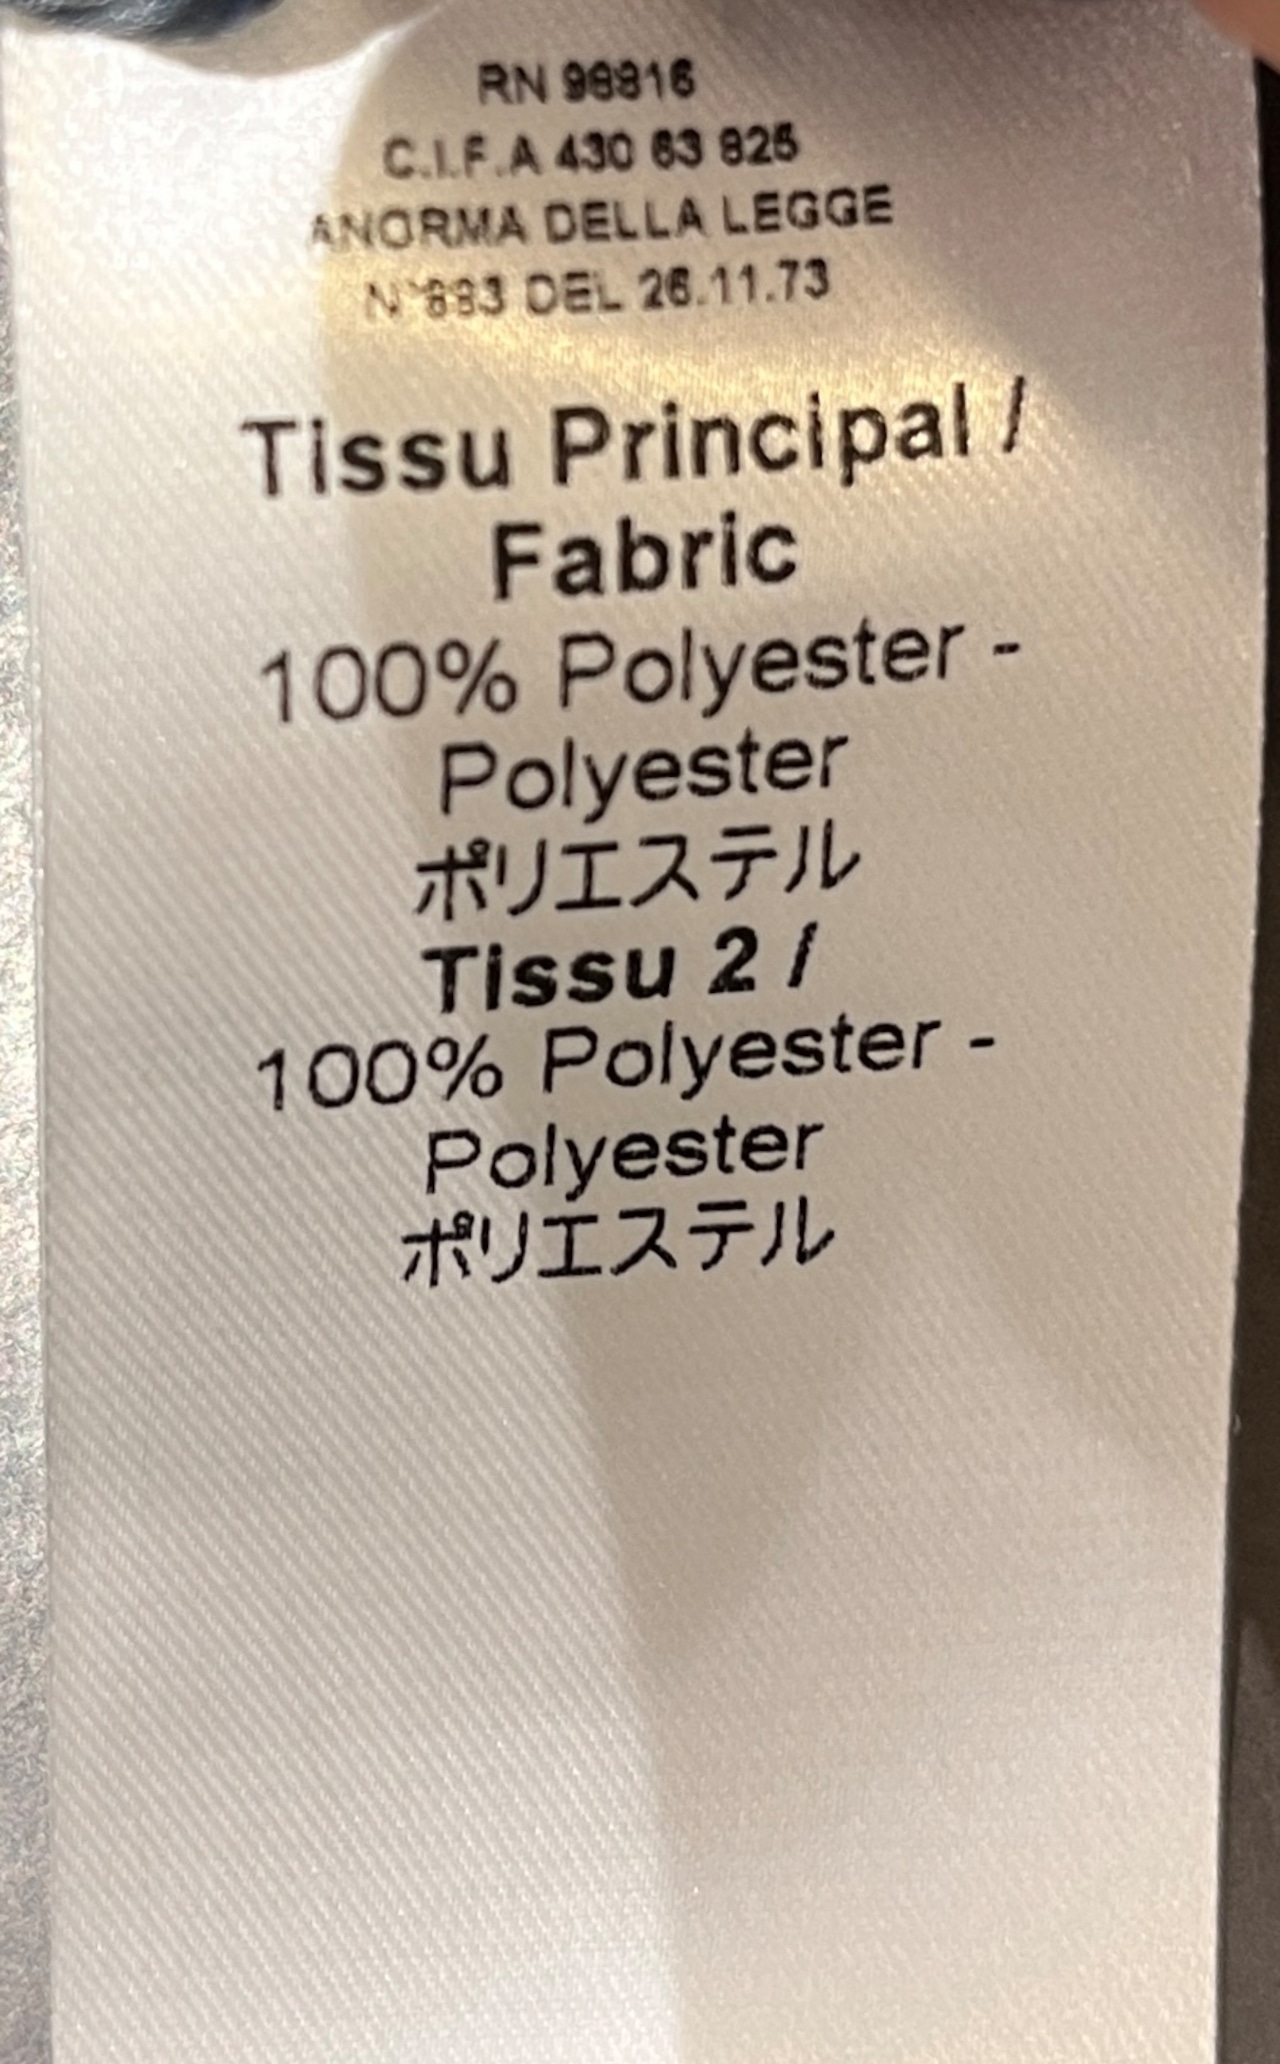 RN 98816
C.I.F.A 430 63 825
ANORMA DELLA LEGGE
N°883 DEL 26.11.73
Tissu Principal /
Fabric
100% Polyester -
Polyester
ポリエステル
Tissu 2 /
100% Polyester -
Polyester
ポリエステル